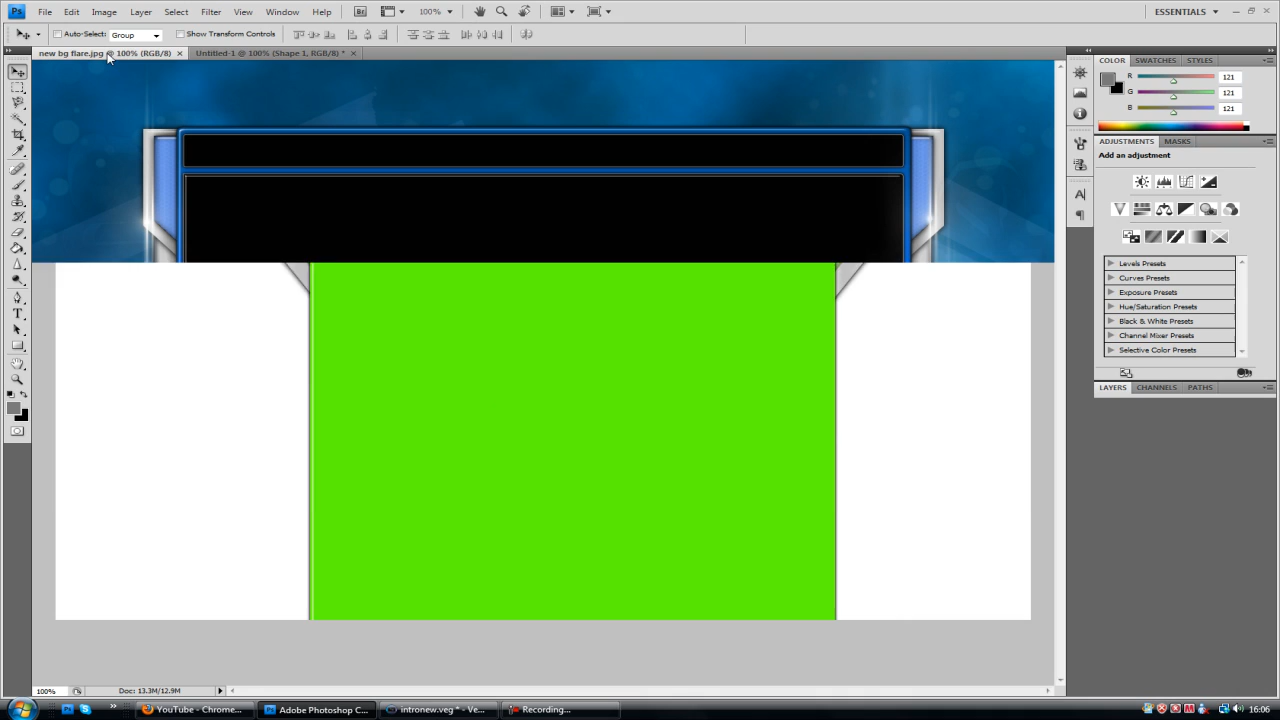 File Edit Image Layer Select Filter Analysis View Window Help 100% ESSENTIALS
Auto-Select: Group Show Transform Controls
new bg flare.jpg @ 100% (RGB/8) × Untitled-1 @ 100% (Shape 1, RGB/8) * ×
COLOR SWATCHES STYLES
R 121
G 121
B 121
ADJUSTMENTS MASKS
Add an adjustment
Levels Presets
Curves Presets
Exposure Presets
Hue/Saturation Presets
Black & White Presets
Channel Mixer Presets
Selective Color Presets
LAYERS CHANNELS PATHS
100% Doc: 13.3M/12.9M
YouTube - Chrome... Adobe Photoshop C... intronew.veg * - Ve... Recording... 16:06